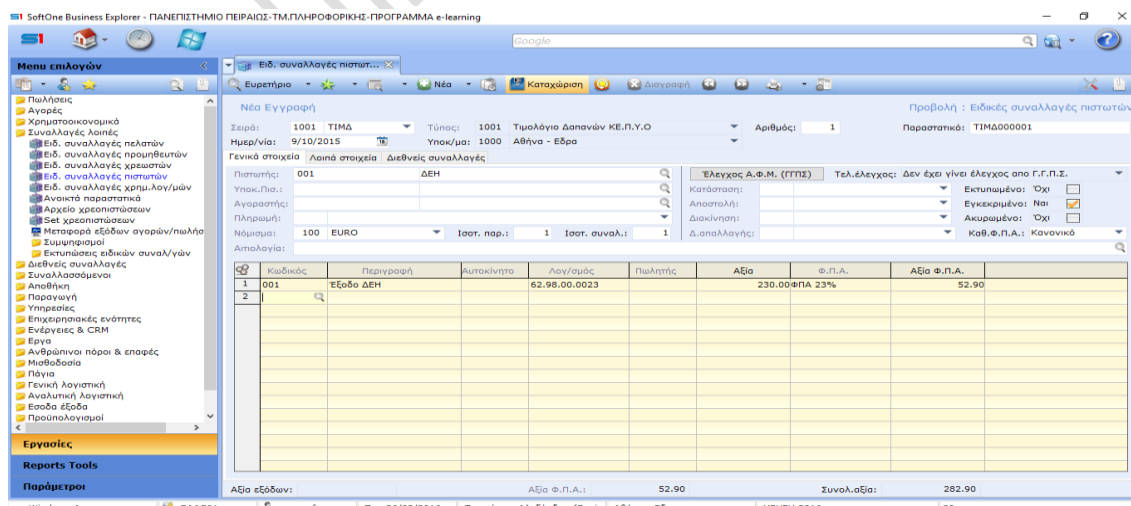 SoftOne Business Explorer - ΠΑΝΕΠΙΣΤΗΜΙΟ ΠΕΙΡΑΙΩΣ-ΤΜ.ΠΛΗΡΟΦΟΡΙΚΗΣ-ΠΡΟΓΡΑΜΜΑ e-learning
Google
Menu επιλογών
Πωλήσεις
Αγορές
Χρηματοοικονομικά
Συναλλαγές λοιπές
Ειδ. συναλλαγές πελατών
Ειδ. συναλλαγές προμηθευτών
Ειδ. συναλλαγές χρεωστών
Ειδ. συναλλαγές πιστωτών
Ειδ. συναλλαγές χρημ.λογ/μών
Ανοικτά παραστατικά
Αρχείο χρεοπιστώσεων
Set χρεοπιστώσεων
Μεταφορά εξόδων αγορών/πωλήσ
Συμψηφισμοί
Εκτυπώσεις ειδικών συναλ/γών
Διεθνείς συναλλαγές
Συναλλασσόμενοι
Αποθήκη
Παραγωγή
Υπηρεσίες
Επιχειρησιακές ενότητες
Ενέργειες & CRM
Εργα
Ανθρώπινοι πόροι & επαφές
Μισθοδοσία
Πάγια
Γενική λογιστική
Αναλυτική λογιστική
Εσοδα έξοδα
Προϋπολογισμοί
Εργασίες
Reports Tools
Παράμετροι
Ειδ. συναλλαγές πιστωτ...
Ευρετήριο Νέα Καταχώριση Διαγραφή
Νέα Εγγραφή Προβολή : Ειδικές συναλλαγές πιστωτών
Σειρά: 1001 ΤΙΜΔ Τύπος: 1001 Τιμολόγιο Δαπανών ΚΕ.Π.Υ.Ο Αριθμός: 1 Παραστατικό: ΤΙΜΔ000001
Ημερ/νία: 9/10/2015 Υποκ/μα: 1000 Αθήνα - Εδρα
Γενικά στοιχεία Λοιπά στοιχεία Διεθνείς συναλλαγές
Πιστωτής: 001 ΔΕΗ Έλεγχος Α.Φ.Μ. (ΓΓΠΣ) Τελ.έλεγχος: Δεν έχει γίνει έλεγχος απο Γ.Γ.Π.Σ.
Υποκ.Πισ.: Κατάσταση: Εκτυπωμένο: Όχι
Αγοραστής: Αποστολή: Εγκεκριμένο: Ναι
Πληρωμή: Διακίνηση: Ακυρωμένο: Όχι
Νόμισμα: 100 EURO Ισοτ. παρ.: 1 Ισοτ. συναλ.: 1 Δ.απαλλαγής: Καθ.Φ.Π.Α.: Κανονικό
Αιτιολογία:
Κωδικός Περιγραφή Αυτοκίνητο Λογ/σμός Πωλητής Αξία Φ.Π.Α. Αξία Φ.Π.Α.
1 001 Έξοδο ΔΕΗ 62.98.00.0023 230.00 ΦΠΑ 23% 52.90
2
Αξία εξόδων: Αξία Φ.Π.Α.: 52.90 Συνολ.αξία: 282.90